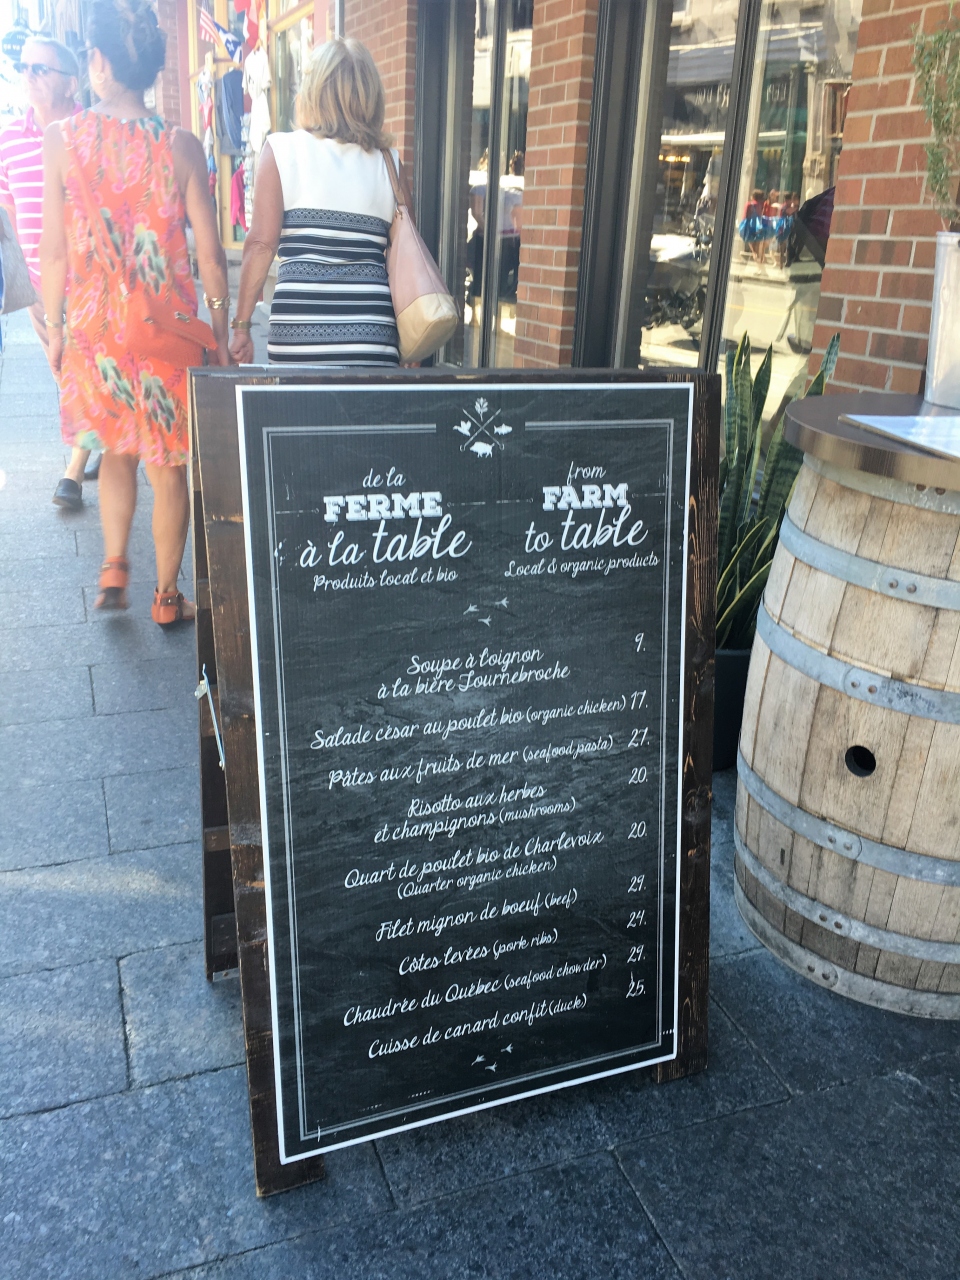 de la
FERME
à la table
Produits local et bio
from
FARM
to table
Local & organic products
Soupe à l'oignon 9.
à la bière Tournebroche
Salade césar au poulet bio (organic chicken) 17.
Pâtes aux fruits de mer (seafood pasta) 27.
Risotto aux herbes 20.
et champignons (mushrooms)
Quart de poulet bio de Charlevoix 20.
(Quarter organic chicken)
Filet mignon de boeuf (beef) 29.
Côtes levées (pork ribs) 24.
Chaudrée du Québec (seafood chowder) 29.
Cuisse de canard confit (duck) 25.